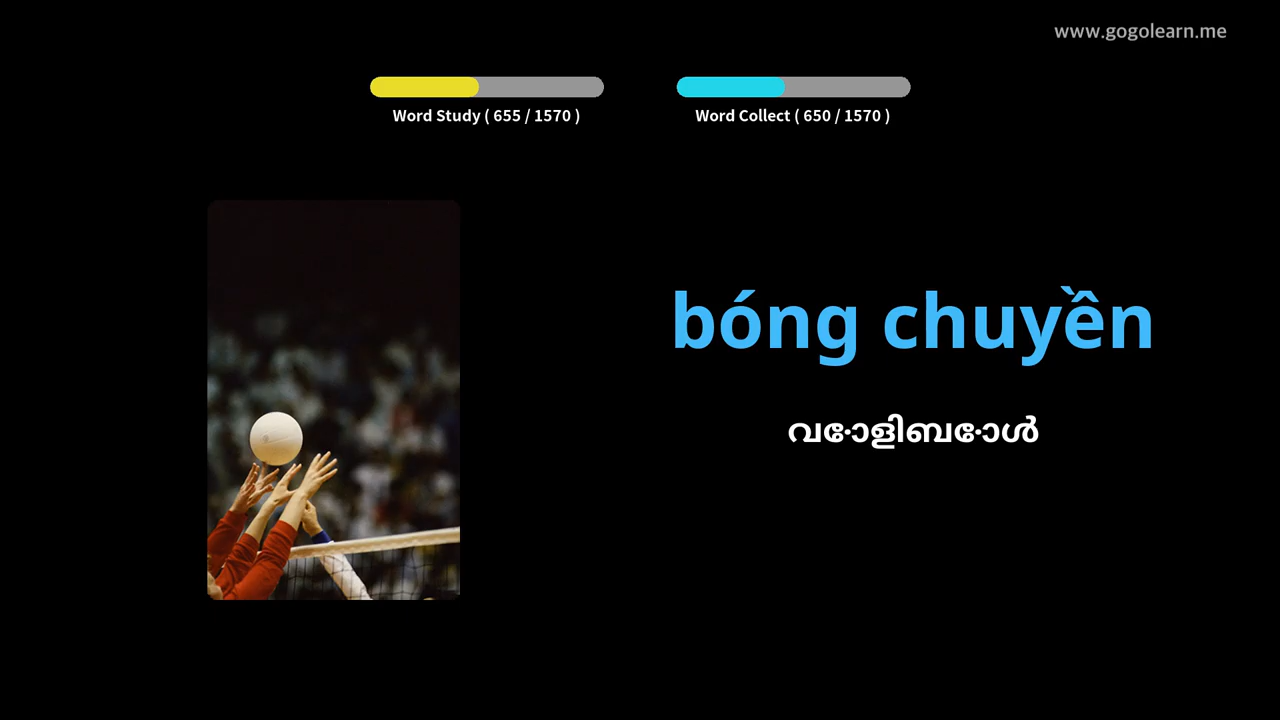 www.gogolearn.me
Word Study ( 655 / 1570 )
Word Collect ( 650 / 1570 )
bóng chuyền
വോളിബോൾ